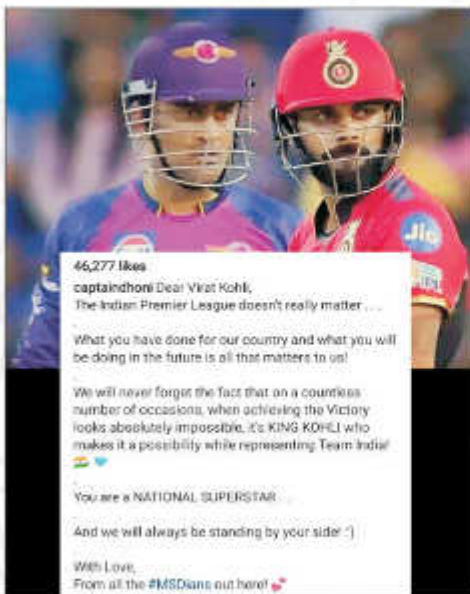 Jio
46,277 likes
captaindhoni Dear Virat Kohli,
The Indian Premier League doesn't really matter . . .
.
What you have done for our country and what you will
be doing in the future is all that matters to us!
.
We will never forget the fact that on a countless
number of occasions, when achieving the Victory
looks absolutely impossible, it's KING KOHLI who
makes it a possibility while representing Team India!
🇮🇳 💙
.
You are a NATIONAL SUPERSTAR . .
.
And we will always be standing by your side! :')
.
With Love,
From all the #MSDians out here! 💕